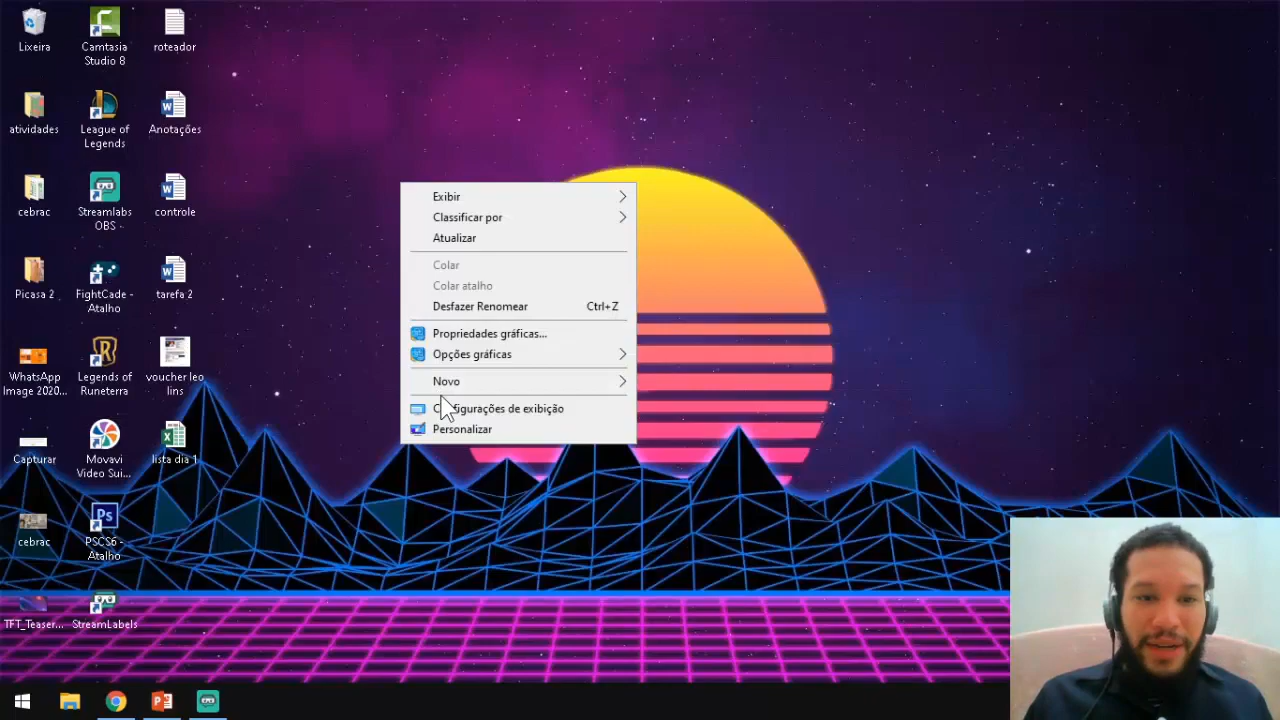 Lixeira
Camtasia
Studio 8
roteador
atividades
League of
Legends
Anotações
cebrac
Streamlabs
OBS
controle
Picasa 2
FightCade -
Atalho
tarefa 2
WhatsApp
Image 2020...
Legends of
Runeterra
voucher leo
lins
Capturar
Movavi
Video Sui...
lista dia 1
cebrac
Ps
PSCS6 -
Atalho
TFT_Teaser...
StreamLabels
Exibir
Classificar por
Atualizar
Colar
Colar atalho
Desfazer Renomear Ctrl+Z
Propriedades gráficas...
Opções gráficas
Novo
Configurações de exibição
Personalizar